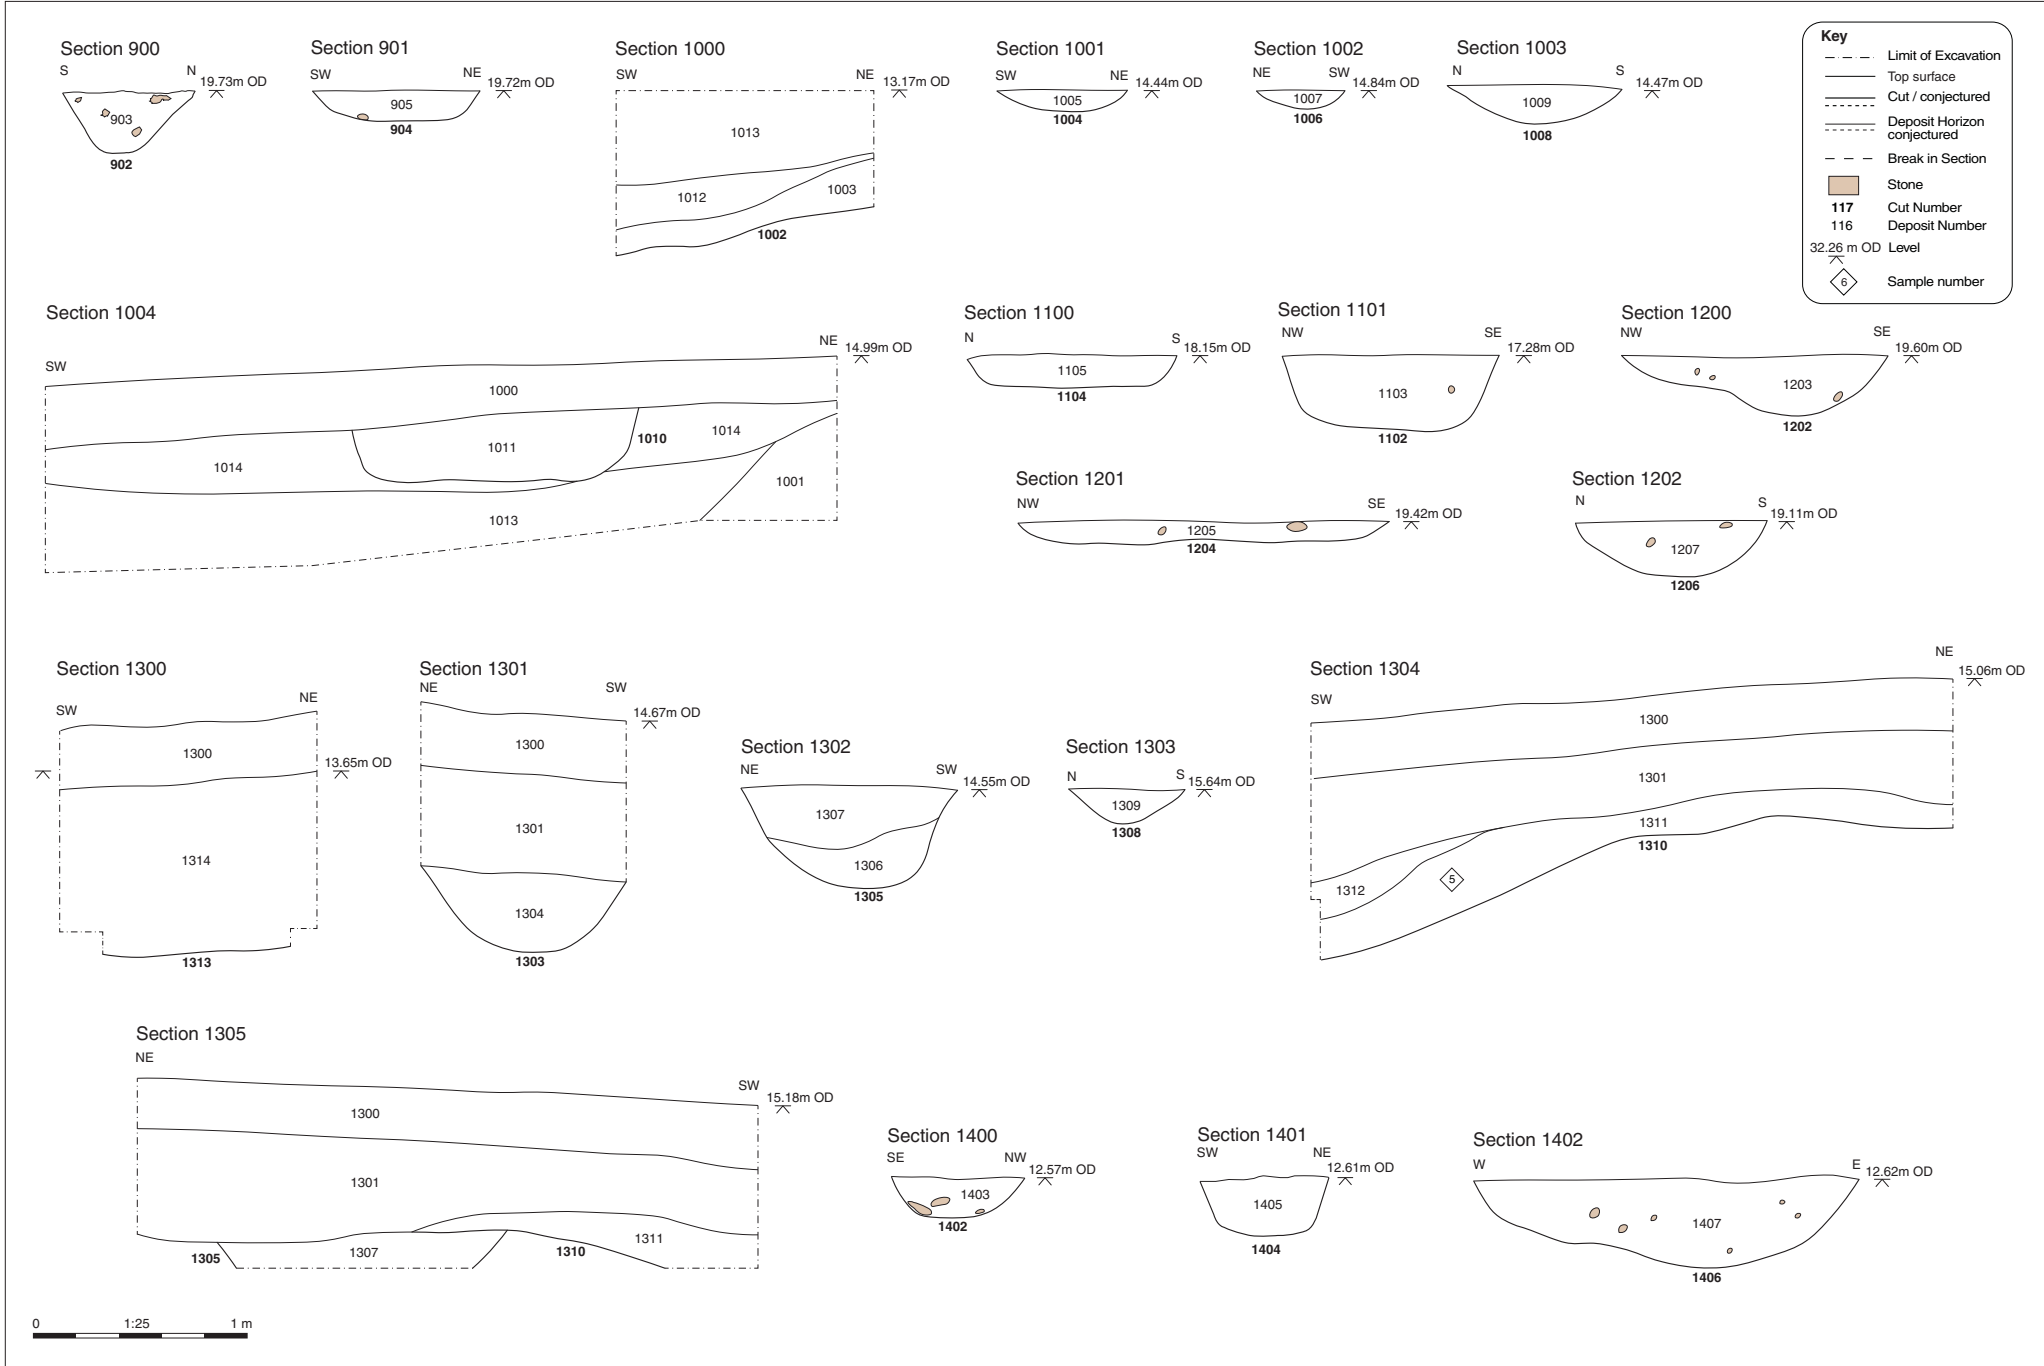 Section 900
S N 19.73m OD
903
902
Section 901
SW NE 19.72m OD
905
904
Section 1000
SW NE 13.17m OD
1013
1012 1003
1002
Section 1001
SW NE 14.44m OD
1005
1004
Section 1002
NE SW 14.84m OD
1007
1006
Section 1003
N S 14.47m OD
1009
1008
Key
Limit of Excavation
Top surface
Cut / conjectured
Deposit Horizon
conjectured
Break in Section
Stone
117 Cut Number
116 Deposit Number
32.26 m OD Level
6 Sample number
Section 1004
SW NE 14.99m OD
1000
1011 1010 1014
1014 1001
1013
Section 1100
N S 18.15m OD
1105
1104
Section 1101
NW SE 17.28m OD
1103
1102
Section 1200
NW SE 19.60m OD
1203
1202
Section 1201
NW SE 19.42m OD
1205
1204
Section 1202
N S 19.11m OD
1207
1206
Section 1300
SW NE
1300
13.65m OD
1314
1313
Section 1301
NE SW 14.67m OD
1300
1301
1304
1303
Section 1302
NE SW 14.55m OD
1307
1306
1305
Section 1303
N S 15.64m OD
1309
1308
Section 1304
SW NE 15.06m OD
1300
1301
1311
1310
1312 5
Section 1305
NE SW 15.18m OD
1300
1301
1305 1307 1310 1311
Section 1400
SE NW 12.57m OD
1403
1402
Section 1401
SW NE 12.61m OD
1405
1404
Section 1402
W E 12.62m OD
1407
1406
0 1:25 1 m